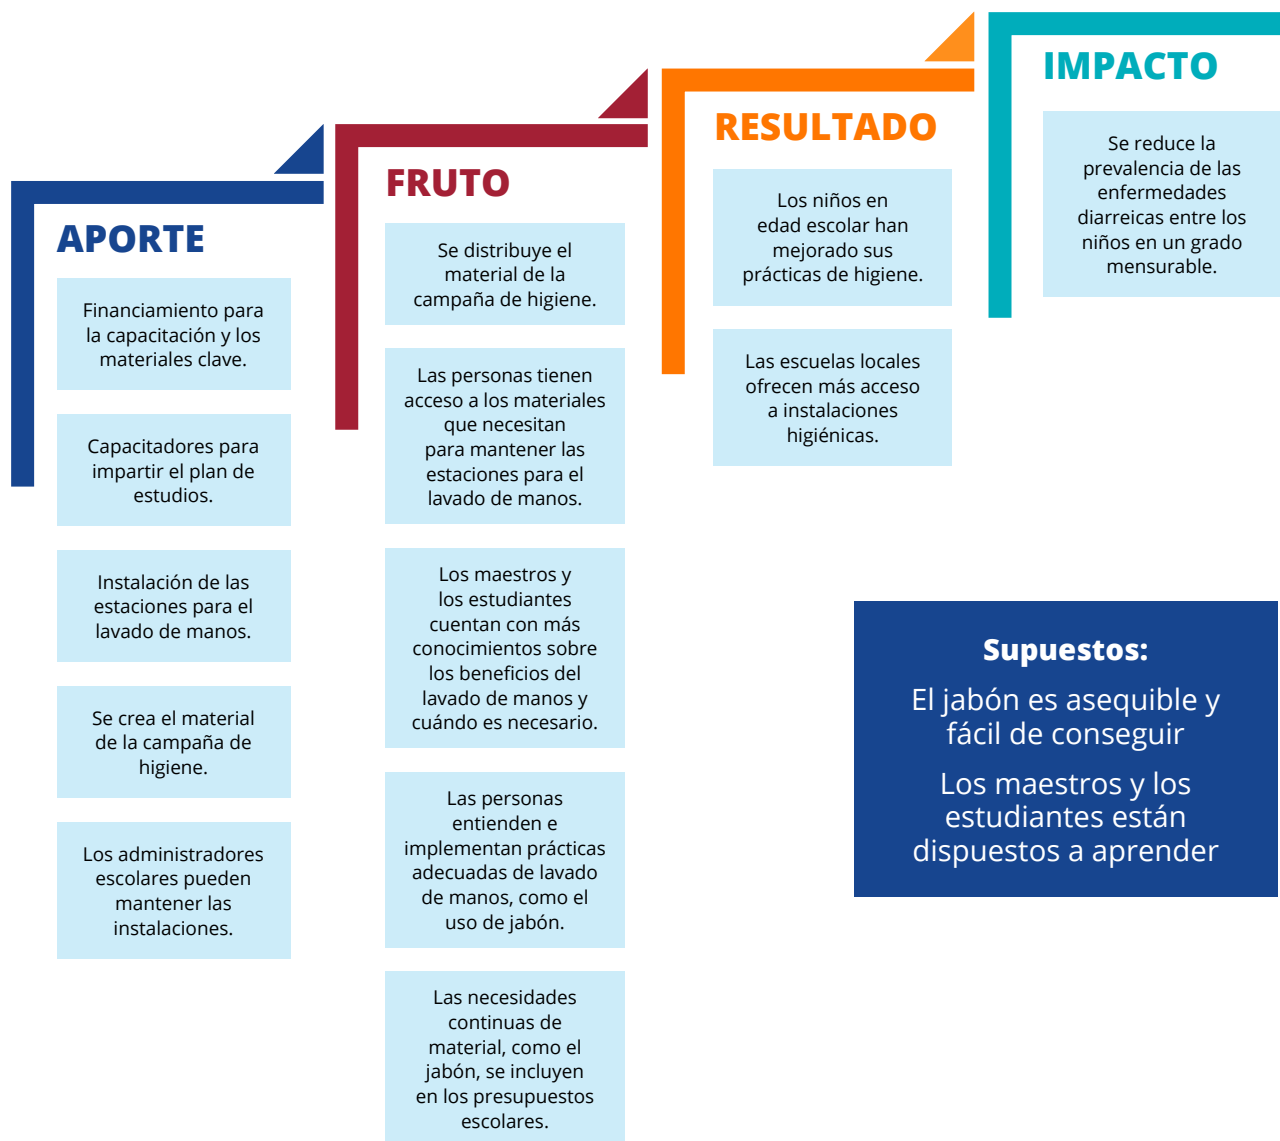 APORTE
Financiamiento para
la capacitación y los
materiales clave.
Capacitadores para
impartir el plan de
estudios.
Instalación de las
estaciones para el
lavado de manos.
Se crea el material
de la campaña de
higiene.
Los administradores
escolares pueden
mantener las
instalaciones.
FRUTO
Se distribuye el
material de la
campaña de higiene.
Las personas tienen
acceso a los materiales
que necesitan
para mantener las
estaciones para el
lavado de manos.
Los maestros y
los estudiantes
cuentan con más
conocimientos sobre
los beneficios del
lavado de manos y
cuándo es necesario.
Las personas
entienden e
implementan prácticas
adecuadas de lavado
de manos, como el
uso de jabón.
Las necesidades
continuas de
material, como el
jabón, se incluyen
en los presupuestos
escolares.
RESULTADO
Los niños en
edad escolar han
mejorado sus
prácticas de higiene.
Las escuelas locales
ofrecen más acceso
a instalaciones
higiénicas.
IMPACTO
Se reduce la
prevalencia de las
enfermedades
diarreicas entre los
niños en un grado
mensurable.
Supuestos:
El jabón es asequible y
fácil de conseguir
Los maestros y los
estudiantes están
dispuestos a aprender